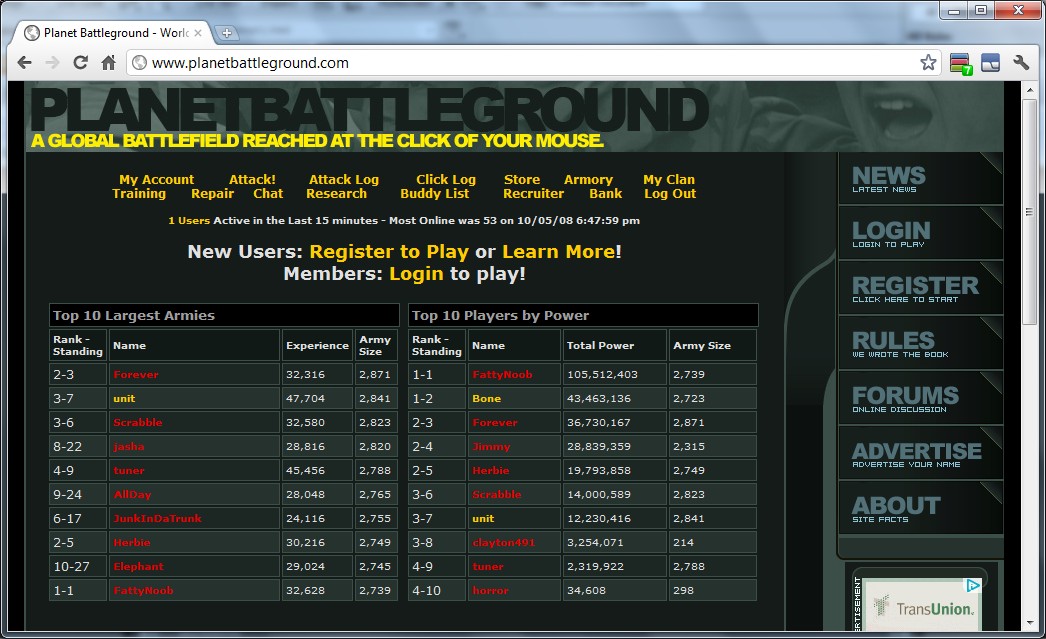 Planet Battleground - Worl
www.planetbattleground.com
7
PLANETBATTLEGROUND
A GLOBAL BATTLEFIELD REACHED AT THE CLICK OF YOUR MOUSE.
My Account Attack! Attack Log Click Log Store Armory My Clan
Training Repair Chat Research Buddy List Recruiter Bank Log Out
1 Users Active in the Last 15 minutes - Most Online was 53 on 10/05/08 6:47:59 pm
New Users: Register to Play or Learn More!
Members: Login to play!
Top 10 Largest Armies
Rank - Standing Name Experience Army Size
2-3 Forever 32,316 2,871
3-7 unit 47,704 2,841
3-6 Scrabble 32,580 2,823
8-22 jasha 28,816 2,820
4-9 tuner 45,456 2,788
9-24 AllDay 28,048 2,765
6-17 JunkInDaTrunk 24,116 2,755
2-5 Herbie 30,216 2,749
10-27 Elephant 29,024 2,745
1-1 FattyNoob 32,628 2,739
Top 10 Players by Power
Rank - Standing Name Total Power Army Size
1-1 FattyNoob 105,512,403 2,739
1-2 Bone 43,463,136 2,723
2-3 Forever 36,730,167 2,871
2-4 Jimmy 28,839,359 2,315
2-5 Herbie 19,793,858 2,749
3-6 Scrabble 14,000,589 2,823
3-7 unit 12,230,416 2,841
3-8 clayton491 3,254,071 214
4-9 tuner 2,319,922 2,788
4-10 horror 34,608 298
NEWS
LATEST NEWS
LOGIN
LOGIN TO PLAY
REGISTER
CLICK HERE TO START
RULES
WE WROTE THE BOOK
FORUMS
ONLINE DISCUSSION
ADVERTISE
ADVERTISE YOUR NAME
ABOUT
SITE FACTS
TransUnion.